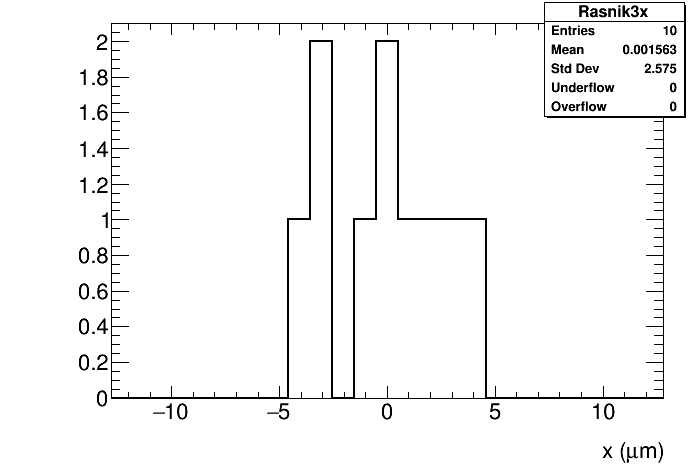 Rasnik3x
Entries 10
Mean 0.001563
Std Dev 2.575
Underflow 0
Overflow 0
2
1.8
1.6
1.4
1.2
1
0.8
0.6
0.4
0.2
0
−10 −5 0 5 10
x (μm)